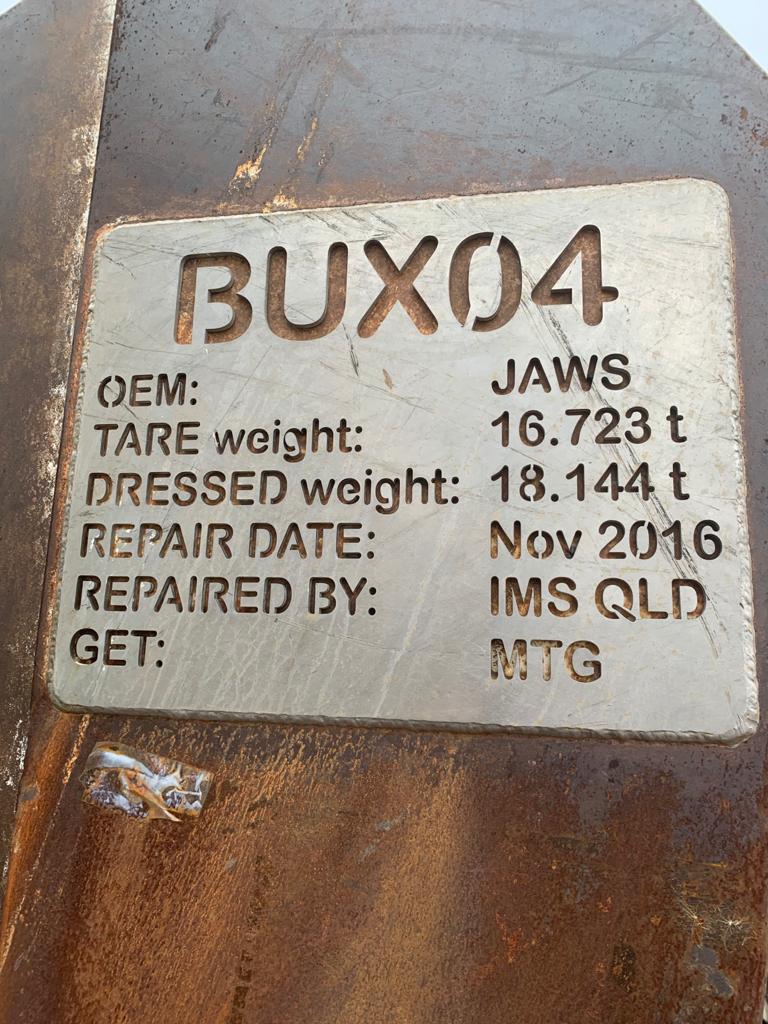 BUX04
OEM: JAWS
TARE weight: 16.723 t
DRESSED weight: 18.144 t
REPAIR DATE: Nov 2016
REPAIRED BY: IMS QLD
GET: MTG